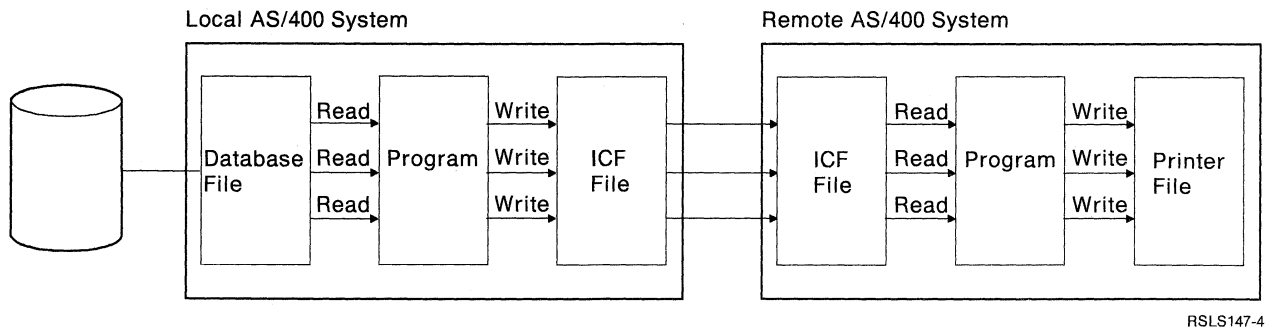 Local AS/400 System
Remote AS/400 System
Read
Write
Read
Write
Database File
Read
Program
Write
ICF File
ICF File
Read
Program
Write
Printer File
Read
Write
Read
Write
RSLS147-4